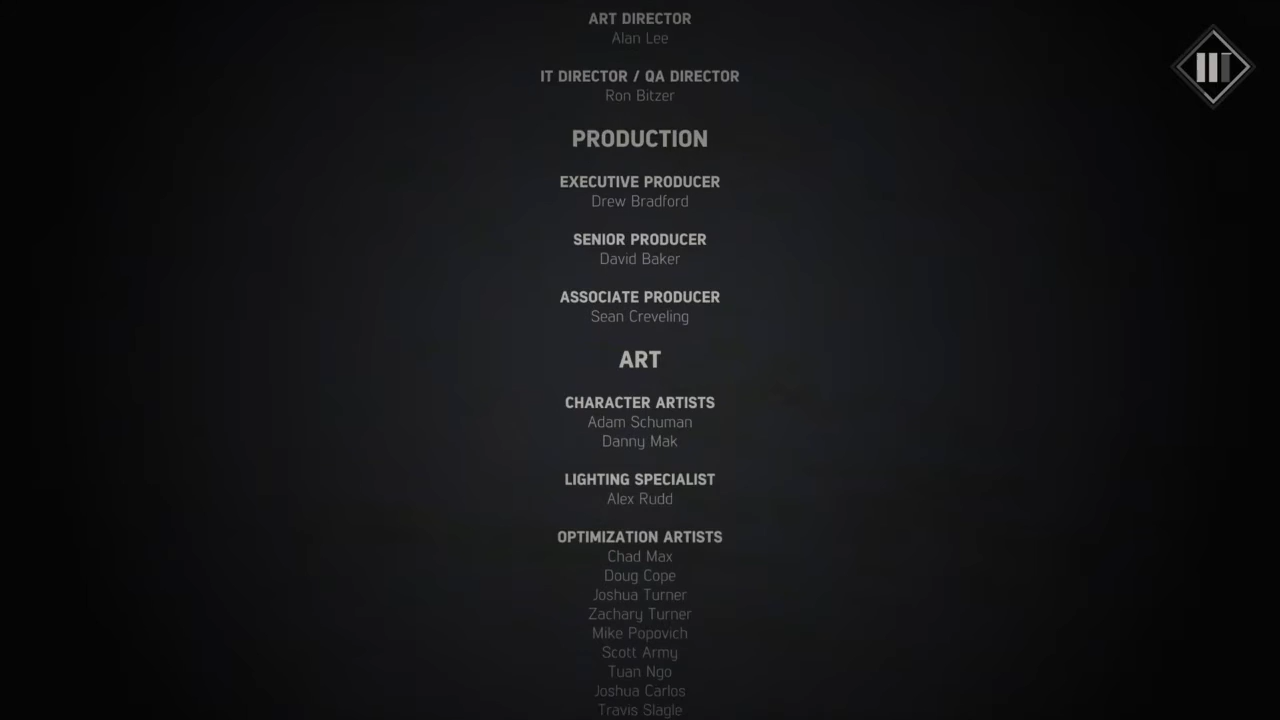 ART DIRECTOR
Alan Lee
IT DIRECTOR / QA DIRECTOR
Ron Bitzer
PRODUCTION
EXECUTIVE PRODUCER
Drew Bradford
SENIOR PRODUCER
David Baker
ASSOCIATE PRODUCER
Sean Creveling
ART
CHARACTER ARTISTS
Adam Schuman
Danny Mak
LIGHTING SPECIALIST
Alex Rudd
OPTIMIZATION ARTISTS
Chad Max
Doug Cope
Joshua Turner
Zachary Turner
Mike Popovich
Scott Army
Tuan Ngo
Joshua Carlos
Travis Slagle